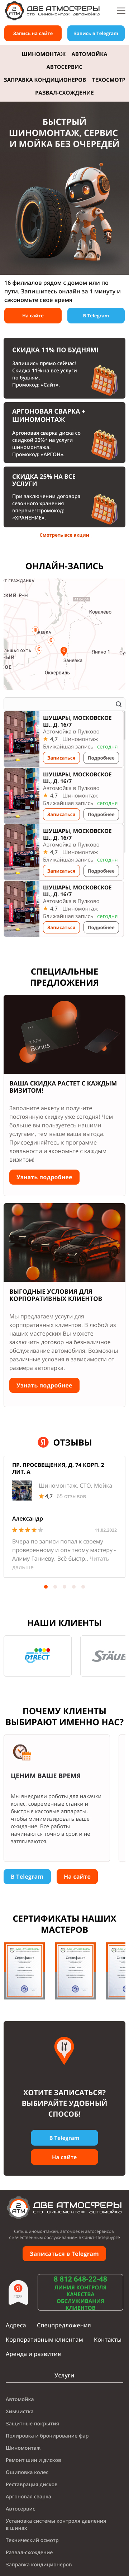 2 АТМ
ДВЕ АТМОСФЕРЫ
сто шиномонтаж автомойка
Запись на сайте
Запись в Telegram
ШИНОМОНТАЖ АВТОМОЙКА
АВТОСЕРВИС
ЗАПРАВКА КОНДИЦИОНЕРОВ ТЕХОСМОТР
РАЗВАЛ-СХОЖДЕНИЕ
БЫСТРЫЙ
ШИНОМОНТАЖ, СЕРВИС
И МОЙКА БЕЗ ОЧЕРЕДЕЙ
16 филиалов рядом с домом или по
пути. Запишитесь онлайн за 1 минуту и
сэкономьте своё время
На сайте
В Telegram
СКИДКА 11% ПО БУДНЯМ!
Запишись прямо сейчас!
Скидка 11% на все услуги
по будням.
Промокод: «Сайт».
АРГОНОВАЯ СВАРКА +
ШИНОМОНТАЖ
Аргонная сварка диска со
скидкой 20%* на услуги
шиномонтажа.
Промокод: «АРГОН».
СКИДКА 25% НА ВСЕ
УСЛУГИ
При заключении договора
сезонного хранения
впервые! Промокод:
«ХРАНЕНИЕ».
Смотреть все акции
ОНЛАЙН-ЗАПИСЬ
ГРАЖДАНКА
СКИЙ Р-Н
Ковалёво
Заневка
Янино-1
Оккервиль
ШУШАРЫ, МОСКОВСКОЕ
Ш., Д. 16/7
Автомойка в Пулково
4,7 Шиномонтаж
Ближайшая запись сегодня
Записаться
Подробнее
ШУШАРЫ, МОСКОВСКОЕ
Ш., Д. 16/7
Автомойка в Пулково
4,7 Шиномонтаж
Ближайшая запись сегодня
Записаться
Подробнее
ШУШАРЫ, МОСКОВСКОЕ
Ш., Д. 16/7
Автомойка в Пулково
4,7 Шиномонтаж
Ближайшая запись сегодня
Записаться
Подробнее
ШУШАРЫ, МОСКОВСКОЕ
Ш., Д. 16/7
Автомойка в Пулково
4,7 Шиномонтаж
Ближайшая запись сегодня
Записаться
Подробнее
СПЕЦИАЛЬНЫЕ
ПРЕДЛОЖЕНИЯ
Bonus
ВАША СКИДКА РАСТЕТ С КАЖДЫМ
ВИЗИТОМ!
Заполните анкету и получите
постоянную скидку уже сегодня! Чем
больше вы пользуетесь нашими
услугами, тем выше ваша выгода.
Присоединяйтесь к программе
лояльности и экономьте с каждым
визитом!
Узнать подробнее
ВЫГОДНЫЕ УСЛОВИЯ ДЛЯ
КОРПОРАТИВНЫХ КЛИЕНТОВ
Мы предлагаем услуги для
корпоративных клиентов. В любой из
наших мастерских Вы можете
заключить договор на безналичное
обслуживание автомобилей. Возможны
различные условия в зависимости от
размера автопарка.
Узнать подробнее
Я ОТЗЫВЫ
ПР. ПРОСВЕЩЕНИЯ, Д. 74 КОРП. 2
ЛИТ. А
Шиномонтаж, СТО, Мойка
4,7 65 отзывов
Александр
11.02.2022
Вчера по записи попал к своему
проверенному и опытному мастеру -
Алиму Ганиеву. Всё быстр.. Читать
дальше
НАШИ КЛИЕНТЫ
DIRECT
STÄU
ПОЧЕМУ КЛИЕНТЫ
ВЫБИРАЮТ ИМЕННО НАС?
ЦЕНИМ ВАШЕ ВРЕМЯ
Мы внедрили роботы для накачки
колес, современные станки и
быстрые кассовые аппараты,
чтобы минимизировать ваше
ожидание. Все работы
начинаются точно в срок и не
затягиваются.
В Telegram
На сайте
СЕРТИФИКАТЫ НАШИХ
МАСТЕРОВ
ХОТИТЕ ЗАПИСАТЬСЯ?
ВЫБИРАЙТЕ УДОБНЫЙ
СПОСОБ!
В Telegram
На сайте
2 АТМ
ДВЕ АТМОСФЕРЫ
сто шиномонтаж автомойка
Сеть шиномонтажей, автомоек и автосервисов
с качественным обслуживанием в Санкт-Петербурге
Записаться в Telegram
8 812 648-22-48
ЛИНИЯ КОНТРОЛЯ
КАЧЕСТВА
ОБСЛУЖИВАНИЯ
КЛИЕНТОВ
Адреса Спецпредложения
Корпоративным клиентам Контакты
Аренда и развитие
Услуги
Автомойка
Химчистка
Защитные покрытия
Полировка и бронирование фар
Шиномонтаж
Ремонт шин и дисков
Ошиповка колес
Реставрация дисков
Аргоновая сварка
Автосервис
Установка системы контроля давления
в шинах
Технический осмотр
Развал-схождение
Заправка кондиционеров